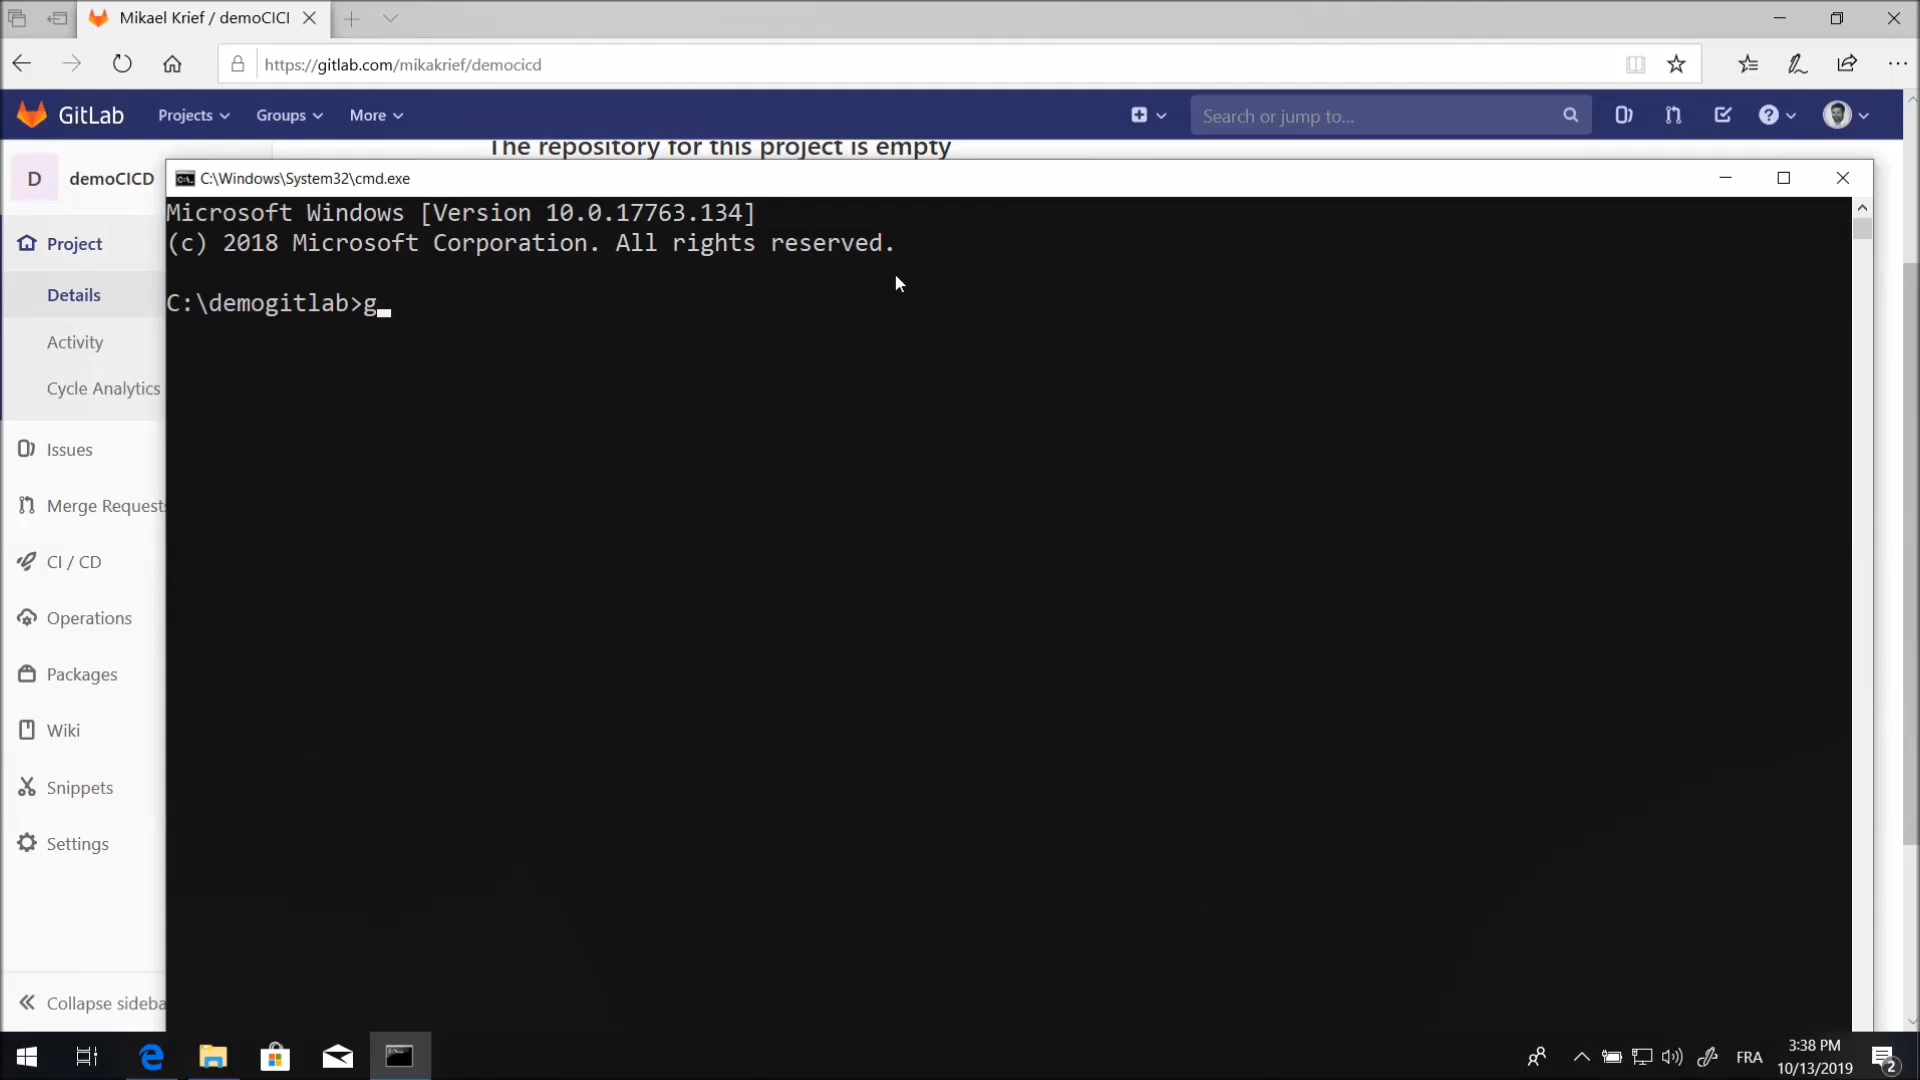 Mikael Krief / demoCICI
https://gitlab.com/mikakrief/democicd
GitLab Projects Groups More Search or jump to...
The repository for this project is empty
D demoCICD
C:\Windows\System32\cmd.exe
Microsoft Windows [Version 10.0.17763.134]
(c) 2018 Microsoft Corporation. All rights reserved.
C:\demogitlab>g
Project
Details
Activity
Cycle Analytics
Issues
Merge Request
CI / CD
Operations
Packages
Wiki
Snippets
Settings
Collapse sideba
FRA
3:38 PM
10/13/2019
2